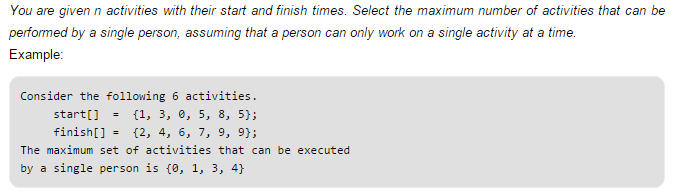 You are given n activities with their start and finish times. Select the maximum number of activities that can be
performed by a single person, assuming that a person can only work on a single activity at a time.
Example:
Consider the following 6 activities.
start[] = {1, 3, 0, 5, 8, 5};
finish[] = {2, 4, 6, 7, 9, 9};
The maximum set of activities that can be executed
by a single person is {0, 1, 3, 4}